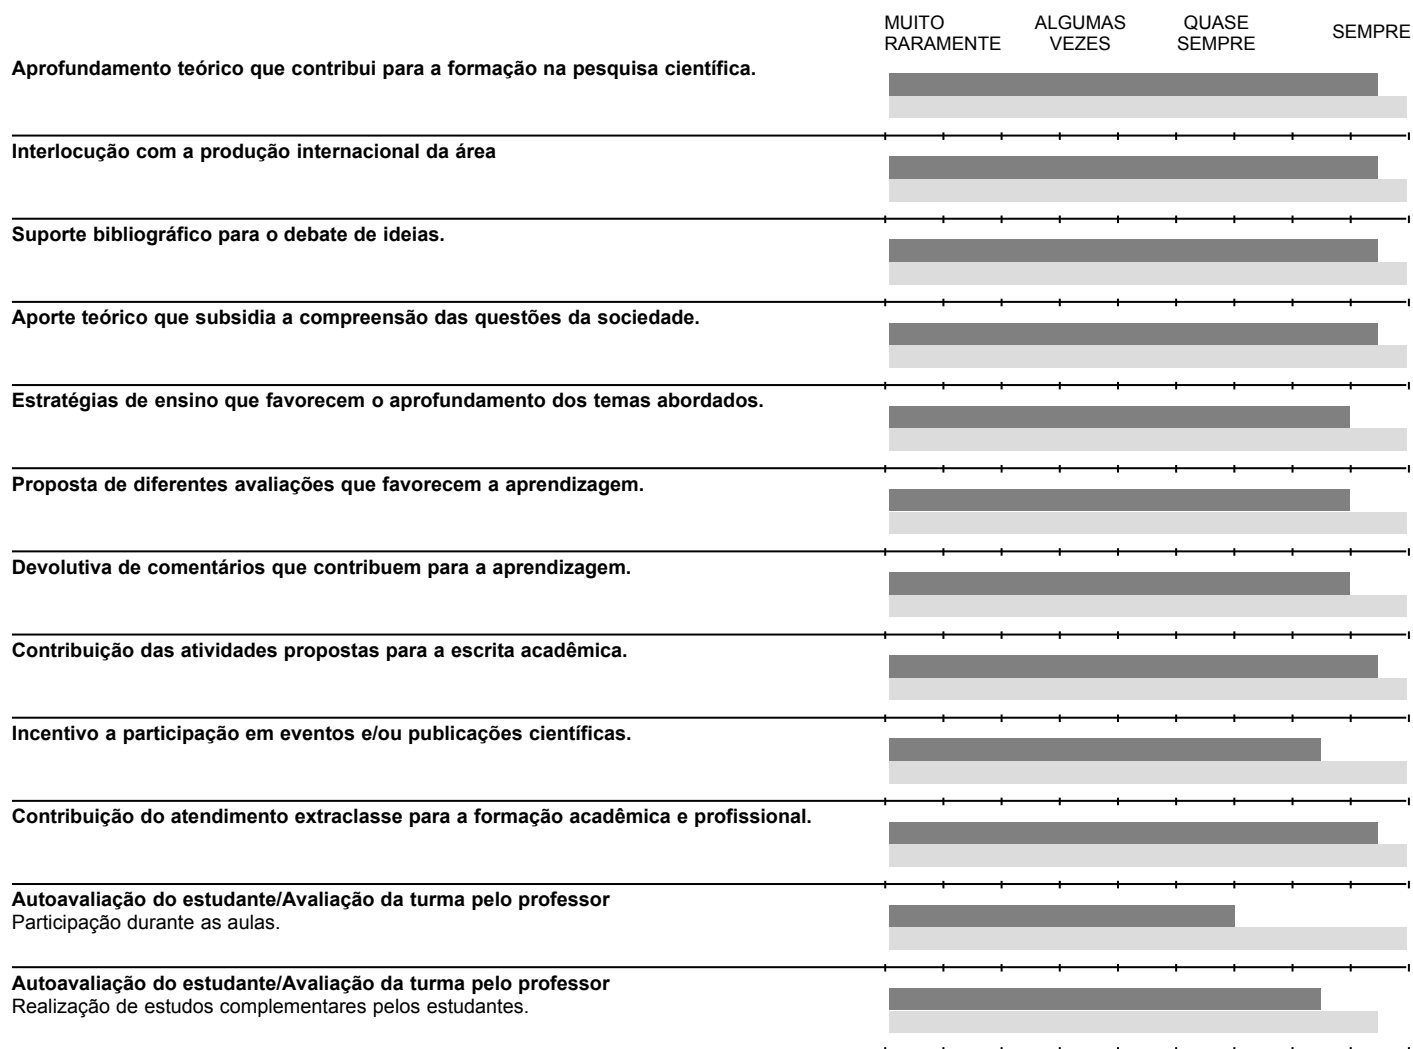 MUITO RARAMENTE
ALGUMAS VEZES
QUASE SEMPRE
SEMPRE
Aprofundamento teórico que contribui para a formação na pesquisa científica.
Interlocução com a produção internacional da área
Suporte bibliográfico para o debate de ideias.
Aporte teórico que subsidia a compreensão das questões da sociedade.
Estratégias de ensino que favorecem o aprofundamento dos temas abordados.
Proposta de diferentes avaliações que favorecem a aprendizagem.
Devolutiva de comentários que contribuem para a aprendizagem.
Contribuição das atividades propostas para a escrita acadêmica.
Incentivo a participação em eventos e/ou publicações científicas.
Contribuição do atendimento extraclasse para a formação acadêmica e profissional.
Autoavaliação do estudante/Avaliação da turma pelo professor
Participação durante as aulas.
Autoavaliação do estudante/Avaliação da turma pelo professor
Realização de estudos complementares pelos estudantes.